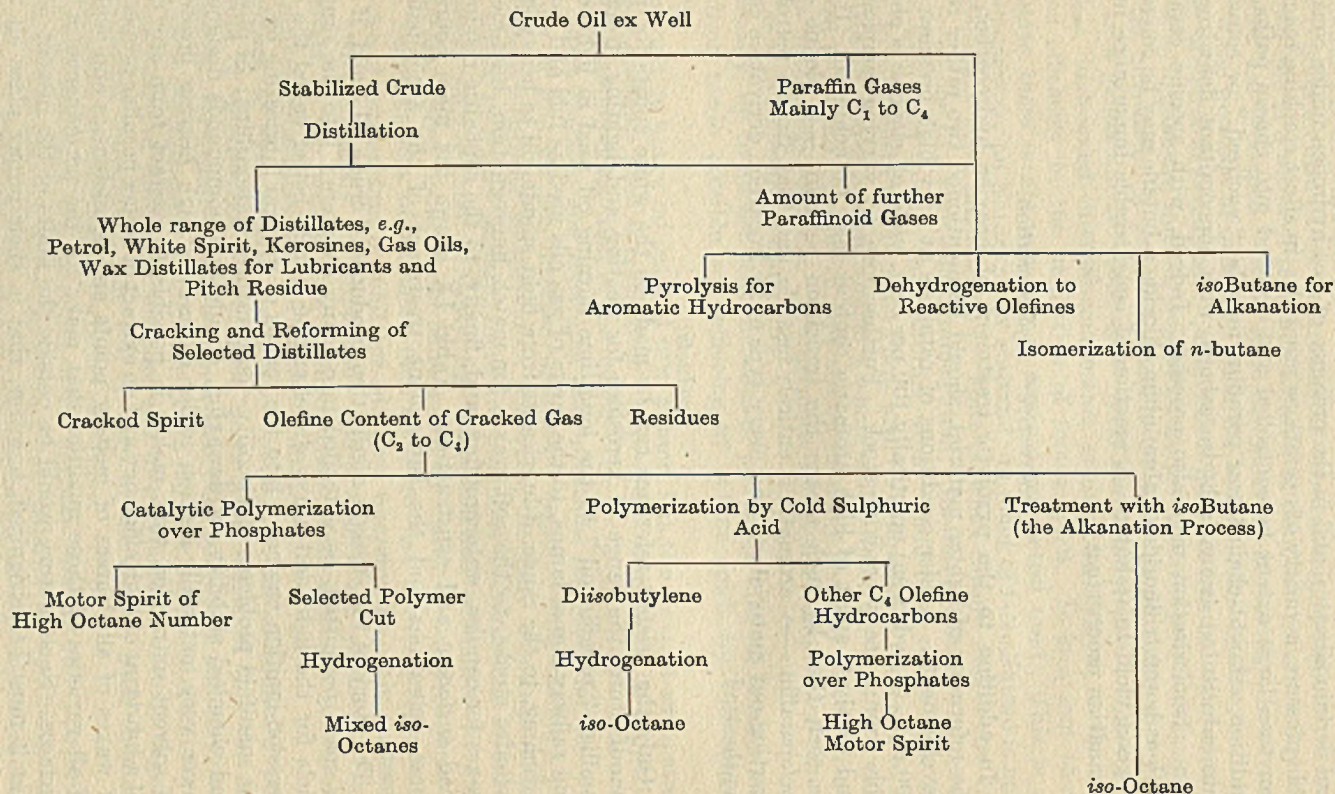 Crude Oil ex Well
Stabilized Crude
Paraffin Gases
Mainly C₁ to C₄
Distillation
Amount of further
Paraffinoid Gases
Whole range of Distillates, e.g.,
Petrol, White Spirit, Kerosines, Gas Oils,
Wax Distillates for Lubricants and
Pitch Residue
Pyrolysis for
Aromatic Hydrocarbons
Dehydrogenation to
Reactive Olefines
isoButane for
Alkanation
Isomerization of n-butane
Cracking and Reforming of
Selected Distillates
Cracked Spirit
Olefine Content of Cracked Gas
(C₂ to C₄)
Residues
Catalytic Polymerization
over Phosphates
Polymerization by Cold Sulphuric
Acid
Treatment with isoButane
(the Alkanation Process)
Motor Spirit of
High Octane Number
Selected Polymer
Cut
Diisobutylene
Other C₄ Olefine
Hydrocarbons
Hydrogenation
Hydrogenation
Polymerization
over Phosphates
Mixed iso-
Octanes
iso-Octane
High Octane
Motor Spirit
iso-Octane